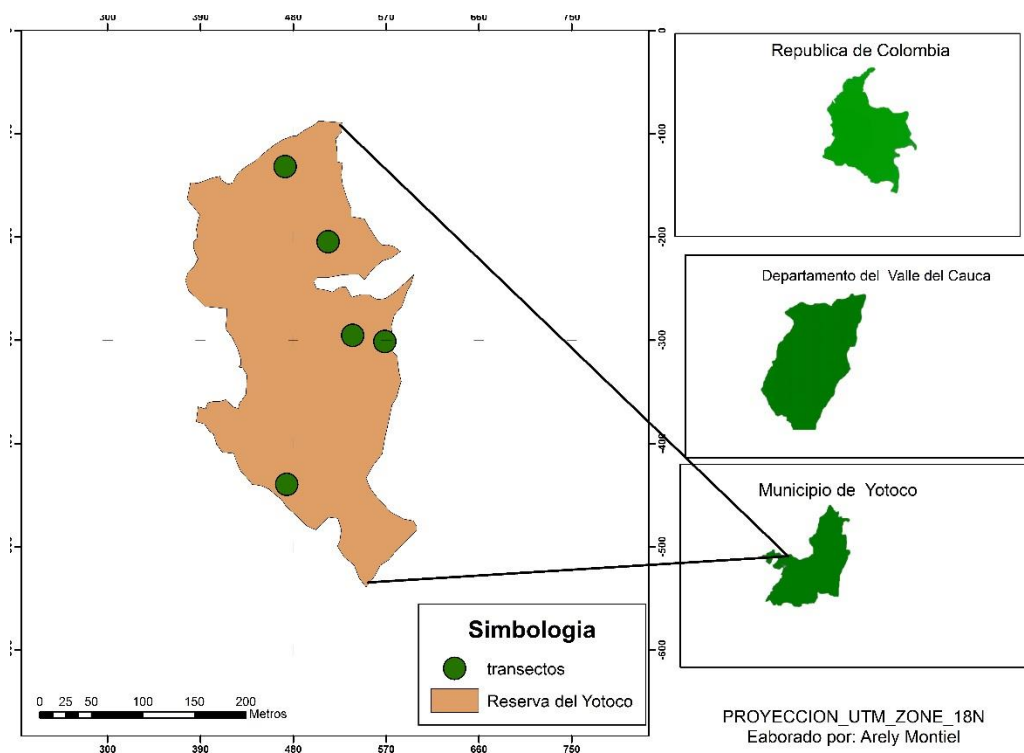 300 390 480 570 660 750
0
-100
-200
-300
-400
-500
-600
Republica de Colombia
Departamento del Valle del Cauca
Municipio de Yotoco
Simbologia
transectos
Reserva del Yotoco
0 25 50 100 150 200
Metros
300 390 480 570 660 750
PROYECCION_UTM_ZONE_18N
Eaborado por: Arely Montiel